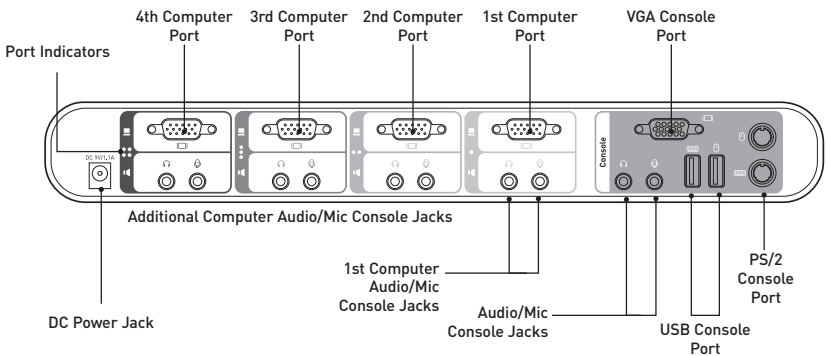 4th Computer
Port
3rd Computer
Port
2nd Computer
Port
1st Computer
Port
VGA Console
Port
Port Indicators
DC 9V/1.1A
Console
Additional Computer Audio/Mic Console Jacks
1st Computer
Audio/Mic
Console Jacks
Audio/Mic
Console Jacks
PS/2
Console
Port
DC Power Jack
USB Console
Port